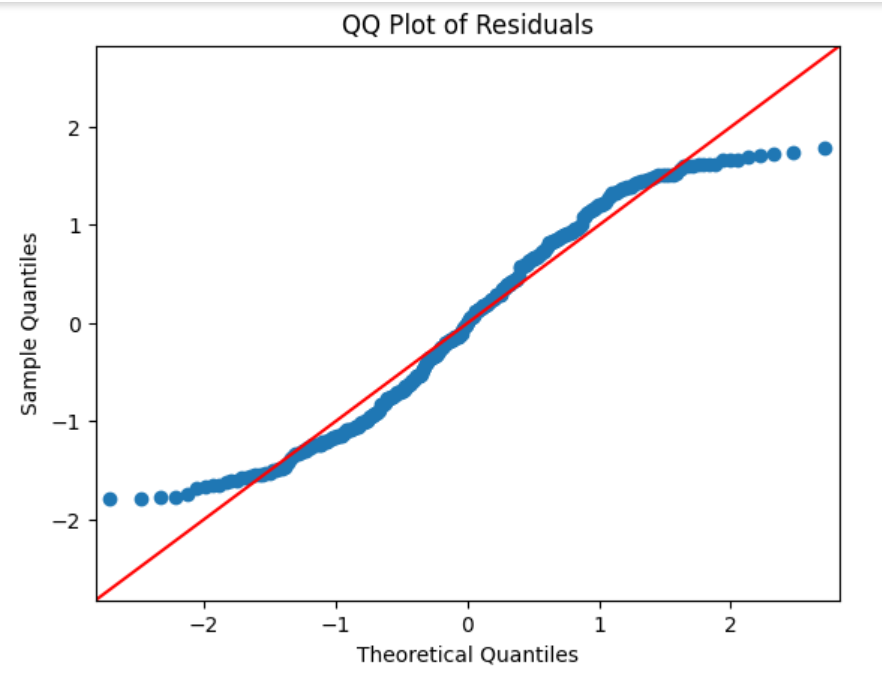 QQ Plot of Residuals
2
1
0
−1
−2
Sample Quantiles
−2 −1 0 1 2
Theoretical Quantiles